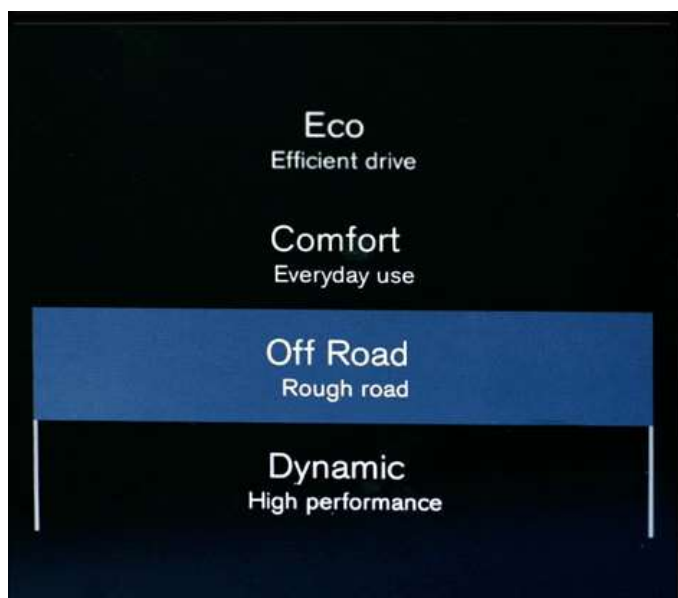 Eco
Efficient drive
Comfort
Everyday use
Off Road
Rough road
Dynamic
High performance